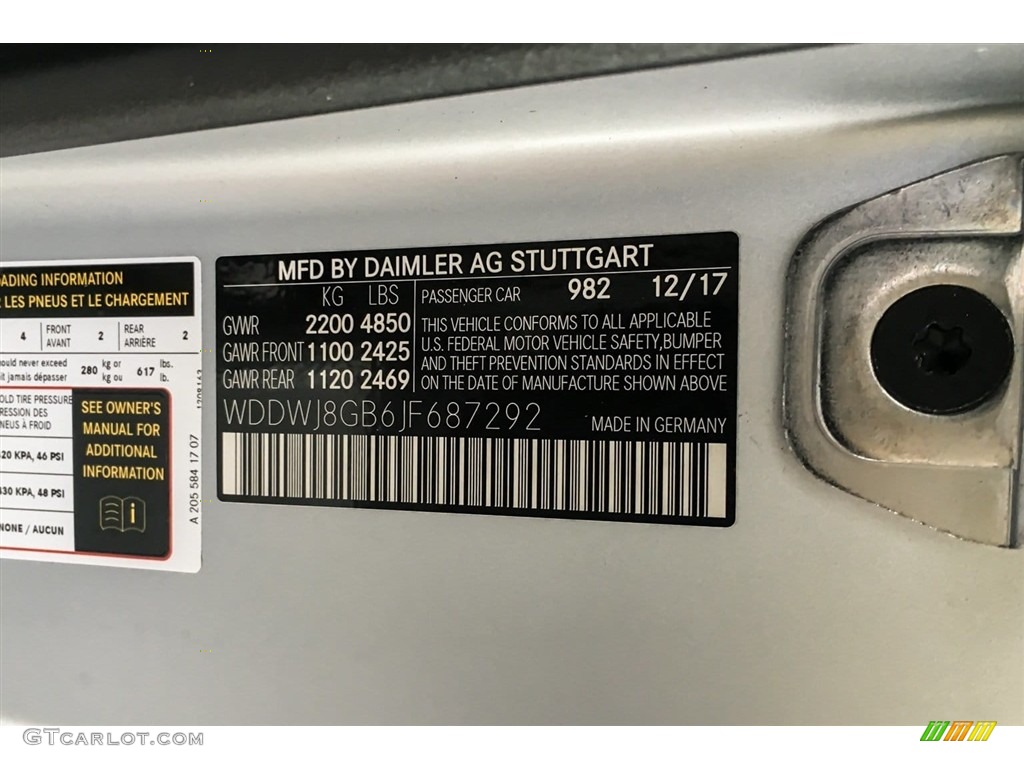 OADING INFORMATION
LES PNEUS ET LE CHARGEMENT
4 FRONT AVANT 2 REAR ARRIÈRE 2
ould never exceed 280 kg or 617 lbs.
it jamais dépasser kg ou lb.
OLD TIRE PRESSURE
RESSION DES
NEUS À FROID
20 KPA, 46 PSI
30 KPA, 48 PSI
NONE / AUCUN
SEE OWNER'S
MANUAL FOR
ADDITIONAL
INFORMATION
i
A 205 584 17 07
MFD BY DAIMLER AG STUTTGART
KG LBS
GVWR 2200 4850
GAWR FRONT 1100 2425
GAWR REAR 1120 2469
PASSENGER CAR 982 12/17
THIS VEHICLE CONFORMS TO ALL APPLICABLE
U.S. FEDERAL MOTOR VEHICLE SAFETY,BUMPER
AND THEFT PREVENTION STANDARDS IN EFFECT
ON THE DATE OF MANUFACTURE SHOWN ABOVE
WDDWJ8GB6JF687292 MADE IN GERMANY
GTCARLOT.COM